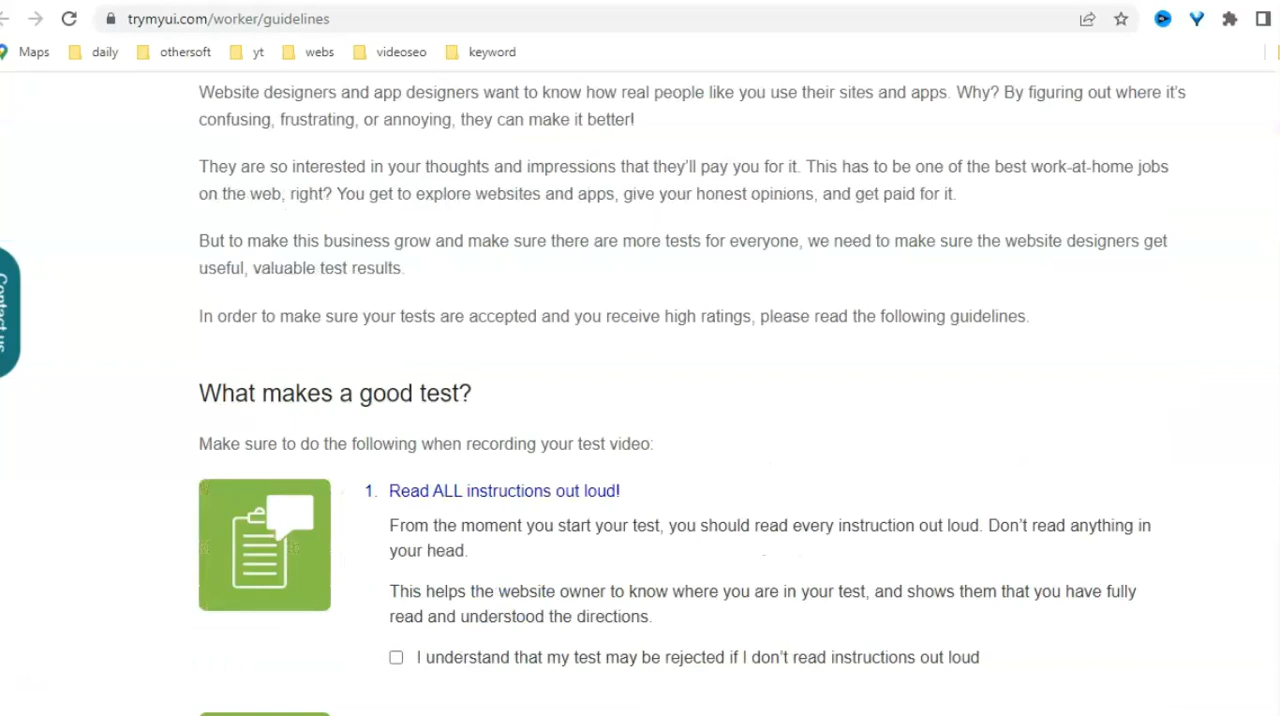 trymyui.com/worker/guidelines
Maps daily othersoft yt webs videoseo keyword
Website designers and app designers want to know how real people like you use their sites and apps. Why? By figuring out where it's
confusing, frustrating, or annoying, they can make it better!
They are so interested in your thoughts and impressions that they'll pay you for it. This has to be one of the best work-at-home jobs
on the web, right? You get to explore websites and apps, give your honest opinions, and get paid for it.
But to make this business grow and make sure there are more tests for everyone, we need to make sure the website designers get
useful, valuable test results.
In order to make sure your tests are accepted and you receive high ratings, please read the following guidelines.
Contact us
What makes a good test?
Make sure to do the following when recording your test video:
1. Read ALL instructions out loud!
From the moment you start your test, you should read every instruction out loud. Don't read anything in
your head.
This helps the website owner to know where you are in your test, and shows them that you have fully
read and understood the directions.
I understand that my test may be rejected if I don't read instructions out loud